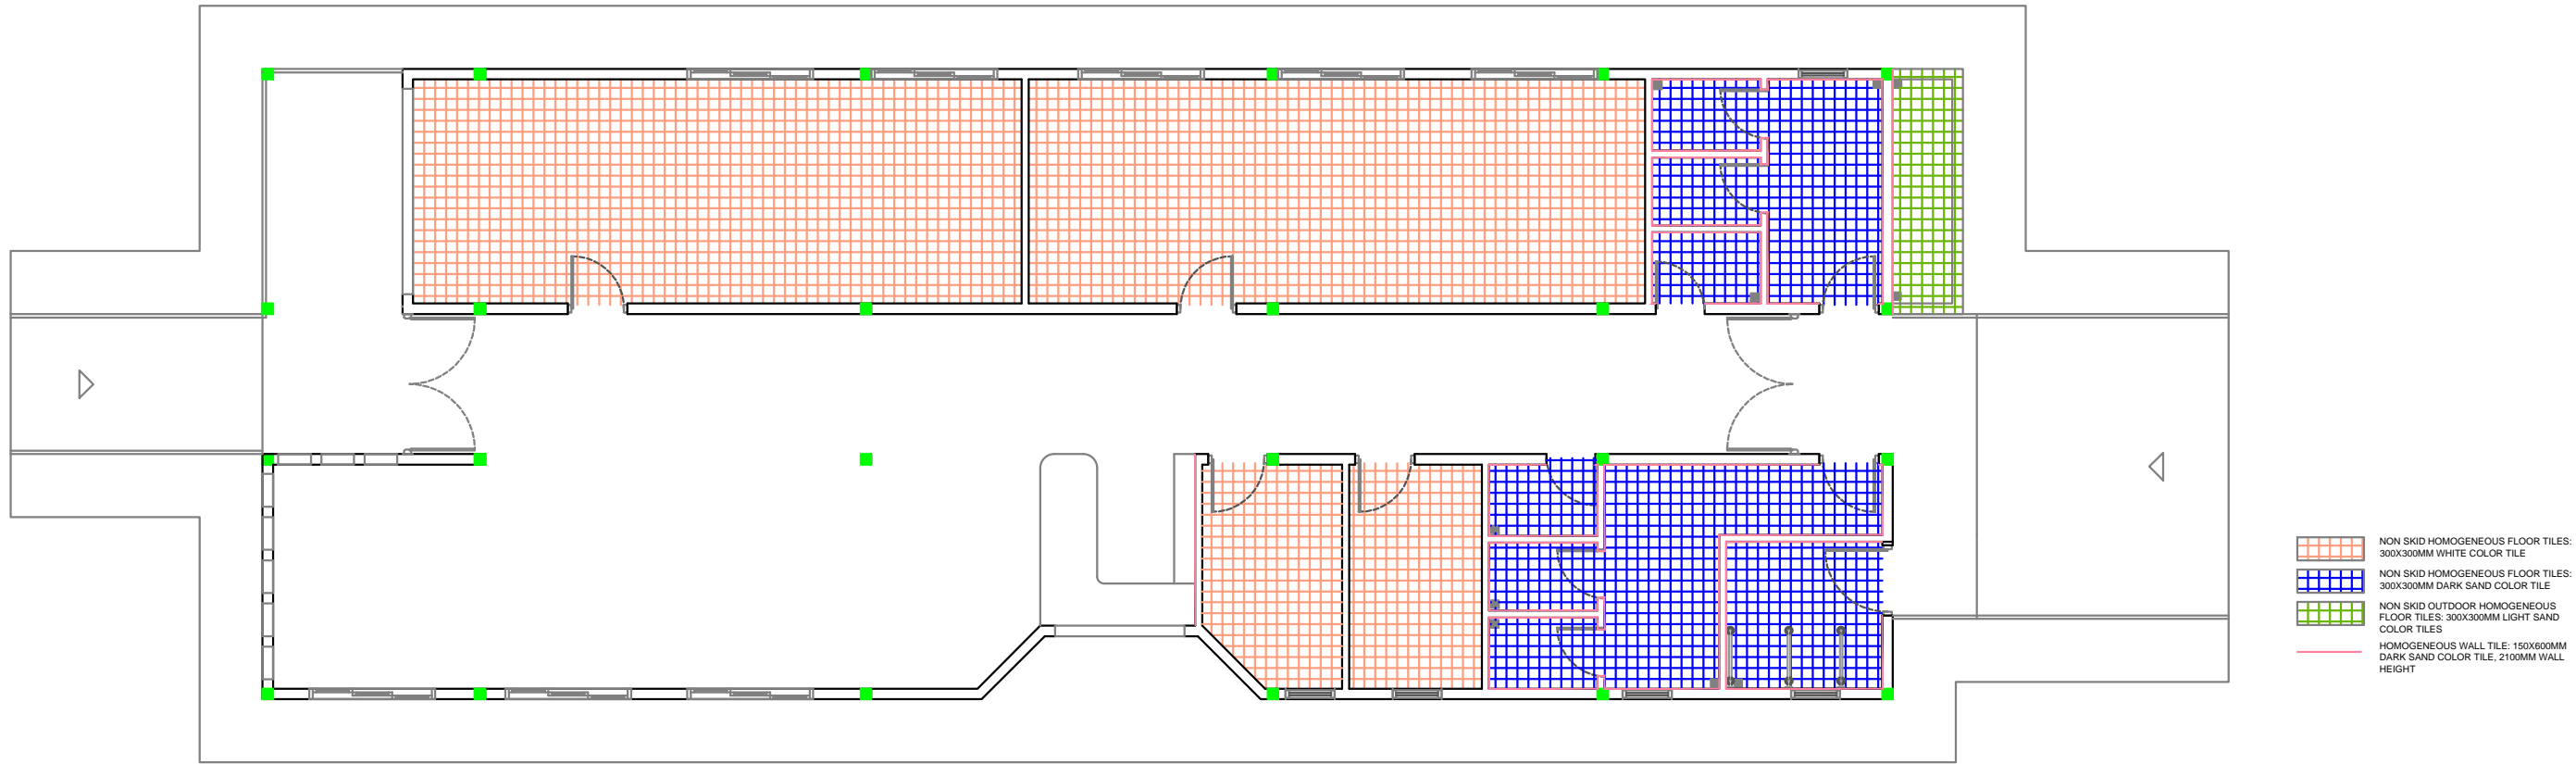 NON SKID HOMOGENEOUS FLOOR TILES:
300X300MM WHITE COLOR TILE
NON SKID HOMOGENEOUS FLOOR TILES:
300X300MM DARK SAND COLOR TILE
NON SKID OUTDOOR HOMOGENEOUS
FLOOR TILES: 300X300MM LIGHT SAND
COLOR TILES
HOMOGENEOUS WALL TILE: 150X600MM
DARK SAND COLOR TILE, 2100MM WALL
HEIGHT